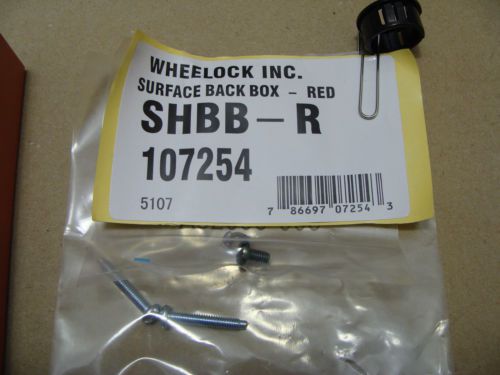 WHEELOCK INC.
SURFACE BACK BOX - RED
SHBB-R
107254
5107
7 86697 07254 3